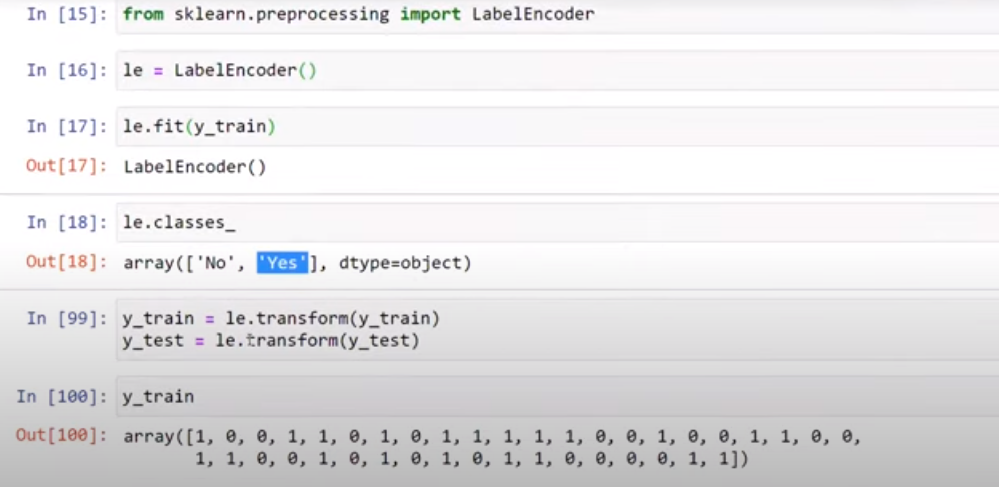 In [15]: from sklearn.preprocessing import LabelEncoder
In [16]: le = LabelEncoder()
In [17]: le.fit(y_train)
Out[17]: LabelEncoder()
In [18]: le.classes_
Out[18]: array(['No', 'Yes'], dtype=object)
In [99]: y_train = le.transform(y_train)
y_test = le.transform(y_test)
In [100]: y_train
Out[100]: array([1, 0, 0, 1, 1, 0, 1, 0, 1, 1, 1, 1, 1, 0, 0, 1, 0, 0, 1, 1, 0, 0,
1, 1, 0, 0, 1, 0, 1, 0, 1, 0, 1, 1, 0, 0, 0, 0, 1, 1])